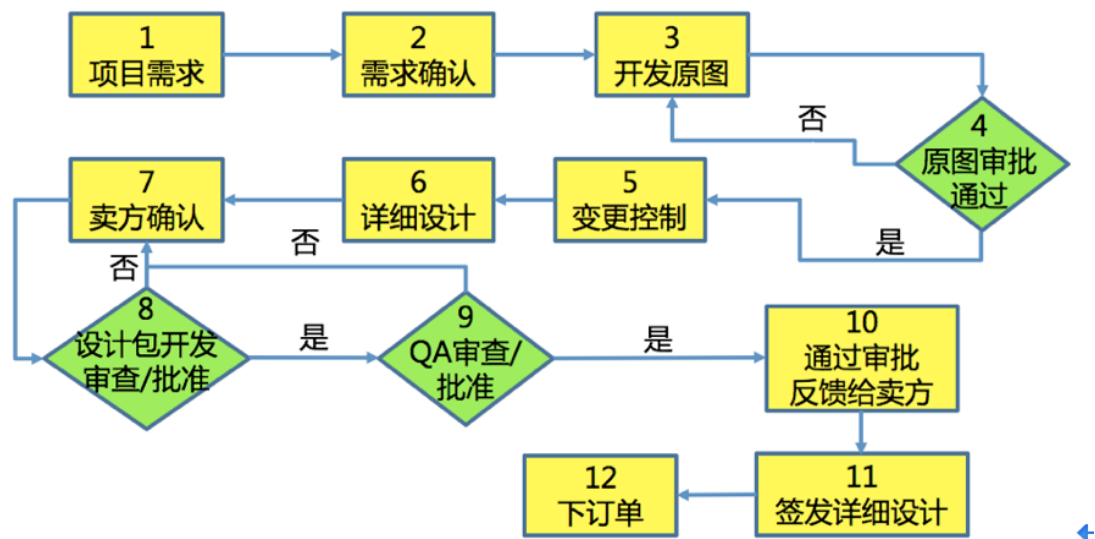 1
项目需求
2
需求确认
3
开发原图
4
原图审批
通过
否
是
5
变更控制
6
详细设计
7
卖方确认
否
否
8
设计包开发
审查/批准
是
9
QA审查/
批准
是
10
通过审批
反馈给卖方
11
签发详细设计
12
下订单